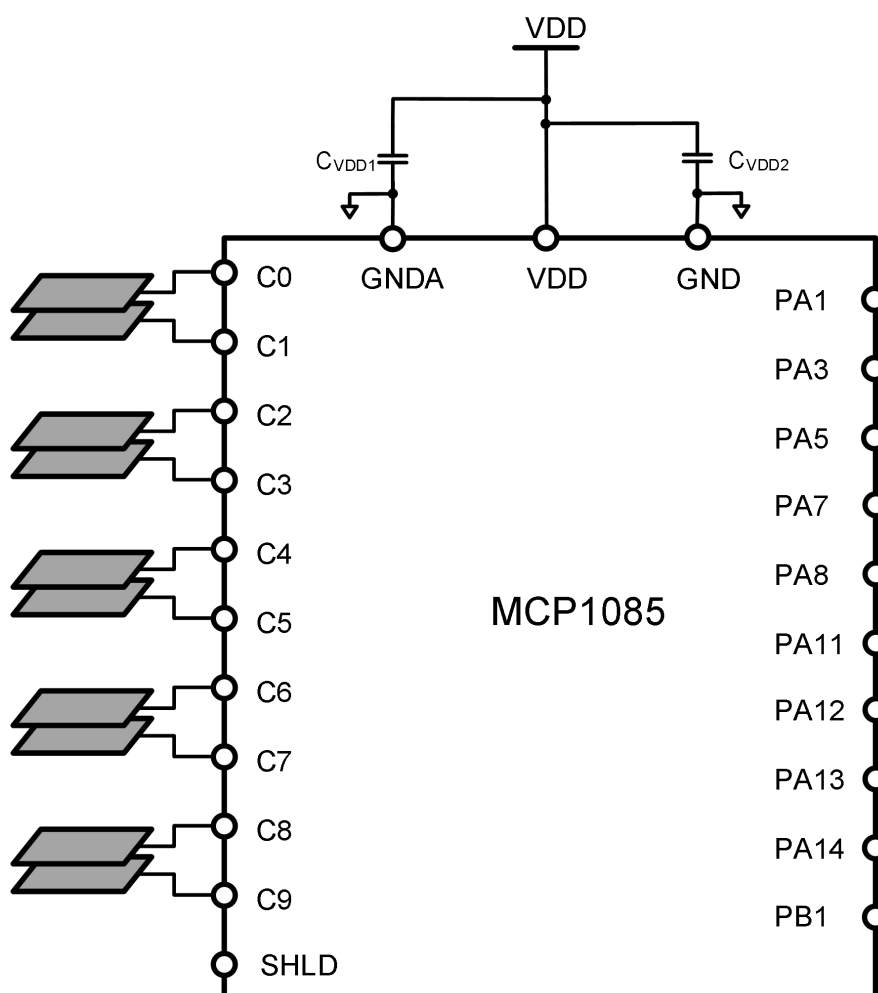 VDD
CVDD1
CVDD2
GNDA
VDD
GND
C0
C1
C2
C3
C4
C5
C6
C7
C8
C9
SHLD
MCP1085
PA1
PA3
PA5
PA7
PA8
PA11
PA12
PA13
PA14
PB1